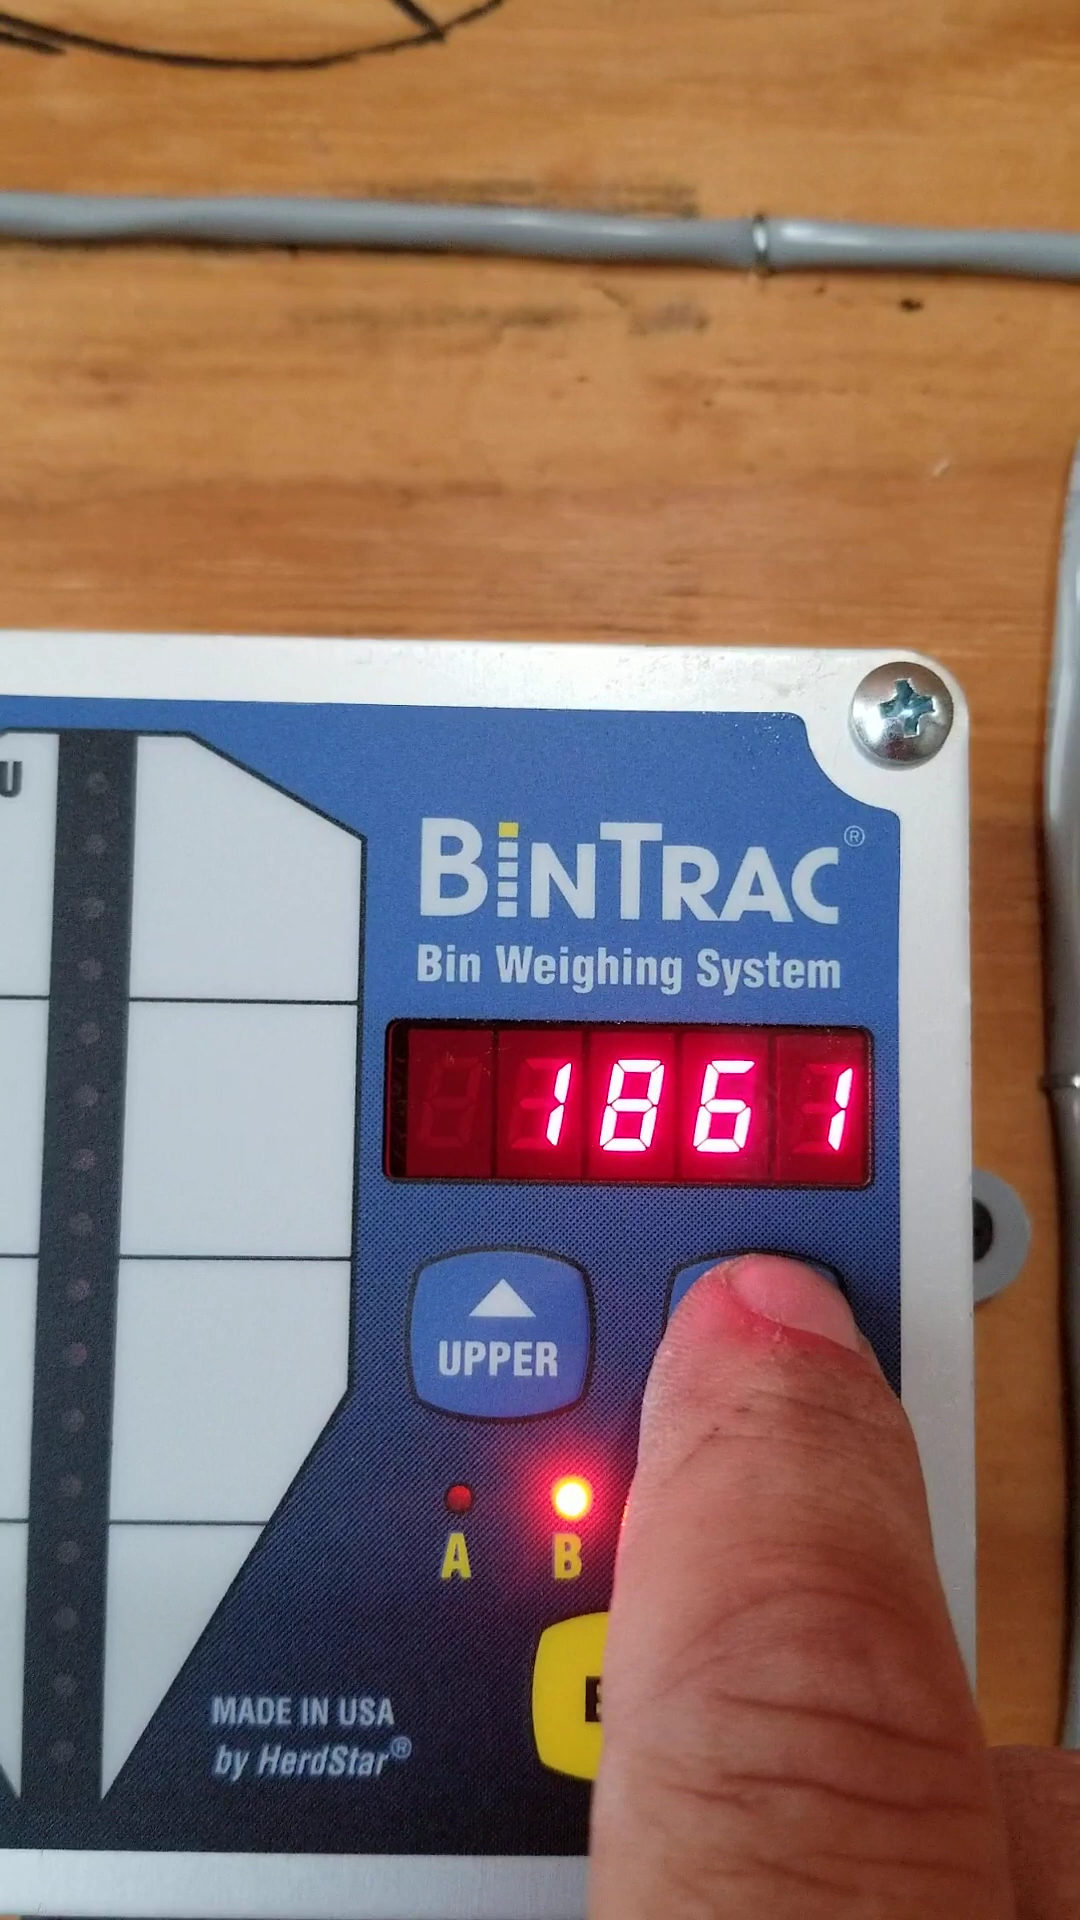 U
BINTRAC®
Bin Weighing System
1861
UPPER
A B
MADE IN USA
by HerdStar®